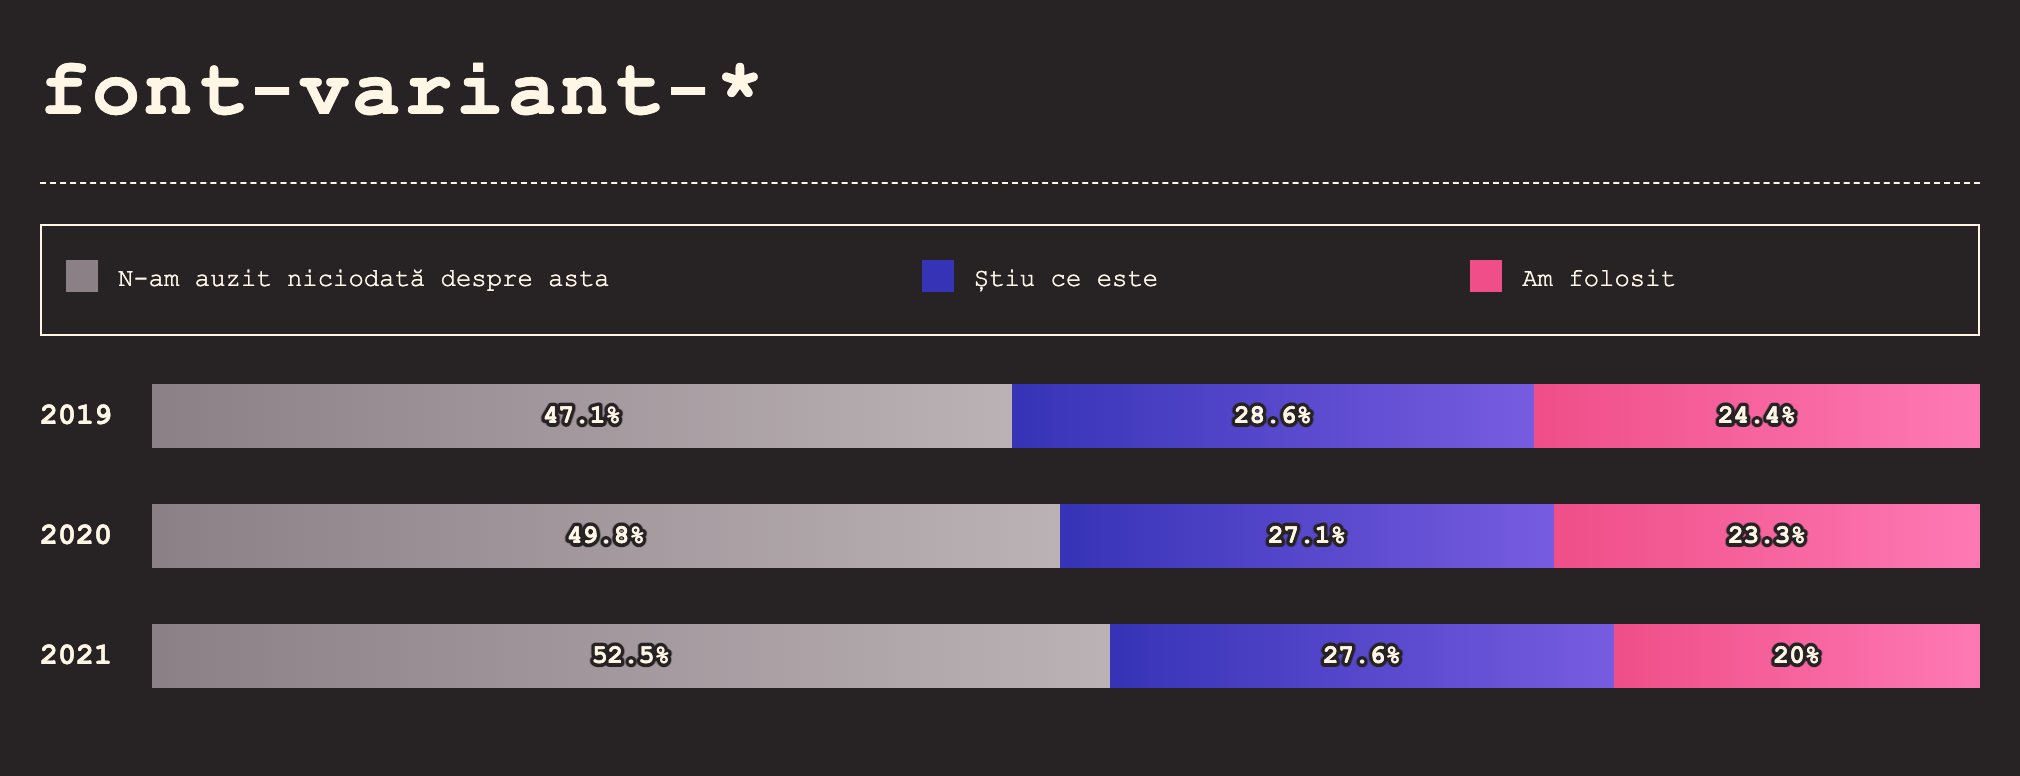 font-variant-*
N-am auzit niciodată despre asta
Știu ce este
Am folosit
2019 47.1% 28.6% 24.4%
2020 49.8% 27.1% 23.3%
2021 52.5% 27.6% 20%